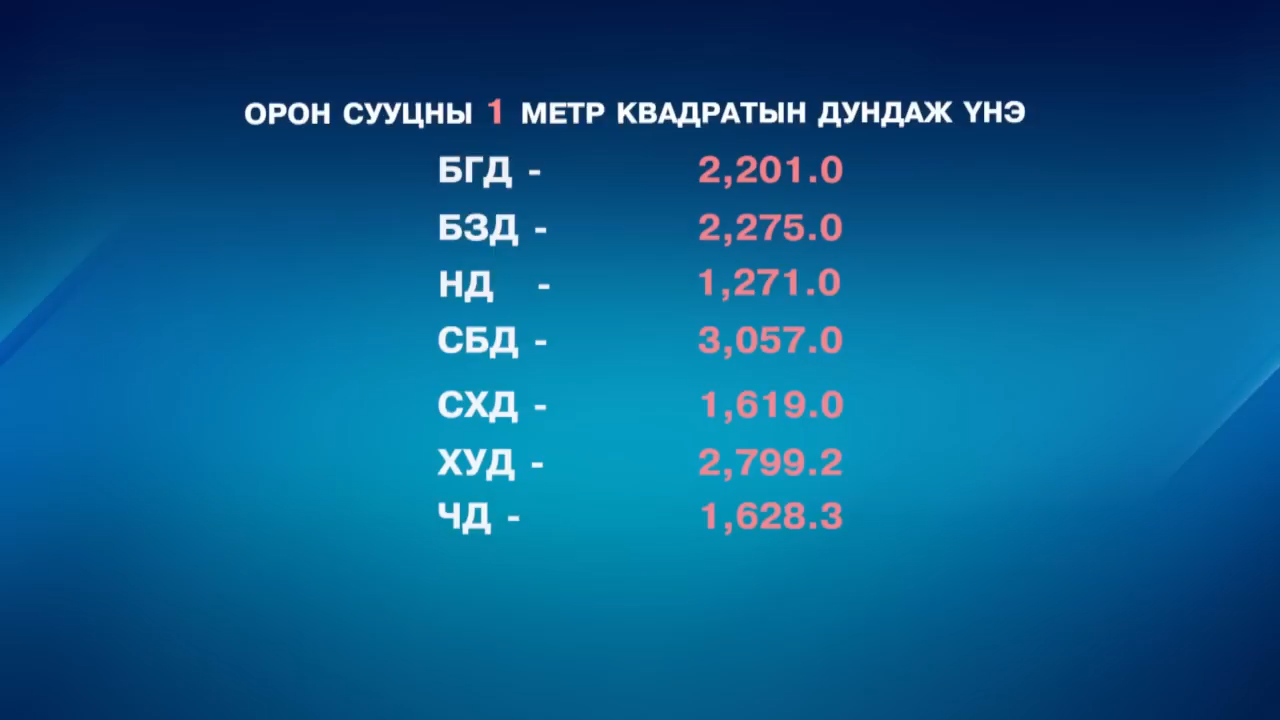 ОРОН СУУЦНЫ 1 МЕТР КВАДРАТЫН ДУНДАЖ ҮНЭ
БГД - 2,201.0
БЗД - 2,275.0
НД - 1,271.0
СБД - 3,057.0
СХД - 1,619.0
ХУД - 2,799.2
ЧД - 1,628.3